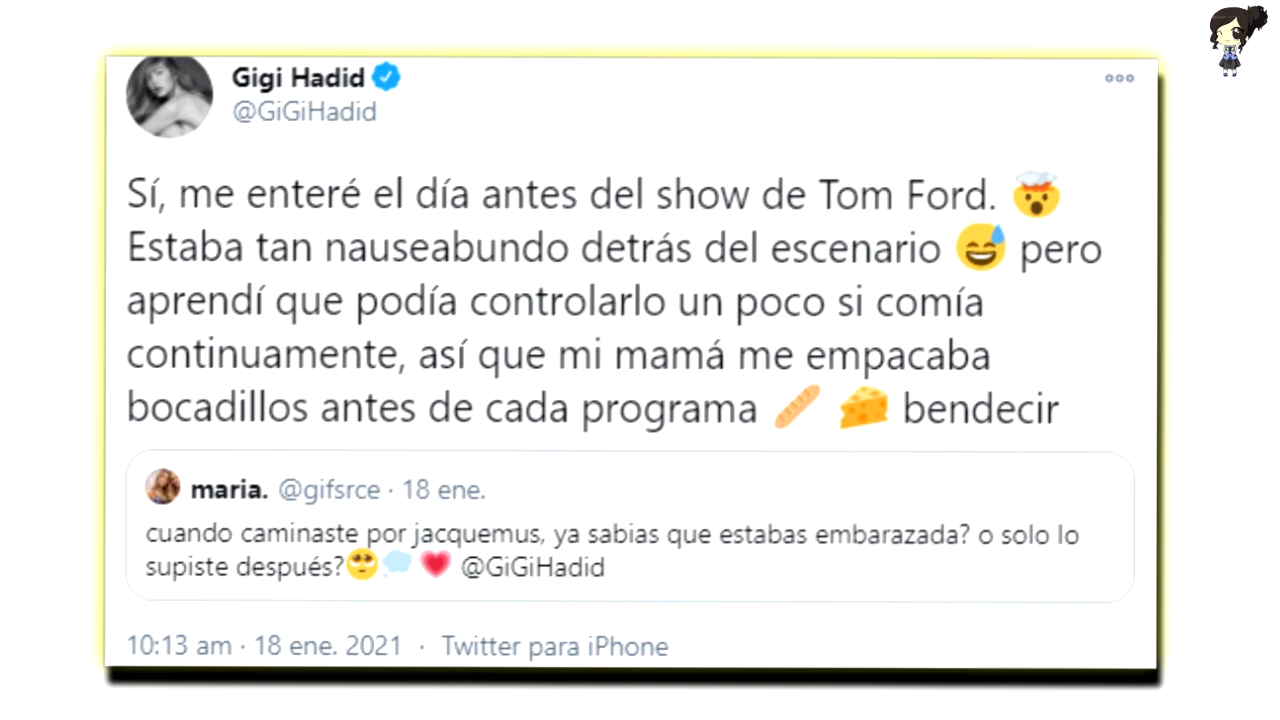 Gigi Hadid
@GiGiHadid
Sí, me enteré el día antes del show de Tom Ford. 🤯
Estaba tan nauseabundo detrás del escenario 😅 pero
aprendí que podía controlarlo un poco si comía
continuamente, así que mi mamá me empacaba
bocadillos antes de cada programa 🥖 🧀 bendecir
maria. @gifsrce · 18 ene.
cuando caminaste por jacquemus, ya sabias que estabas embarazada? o solo lo
supiste después?🥺💭 ❤️ @GiGiHadid
10:13 am · 18 ene. 2021 · Twitter para iPhone